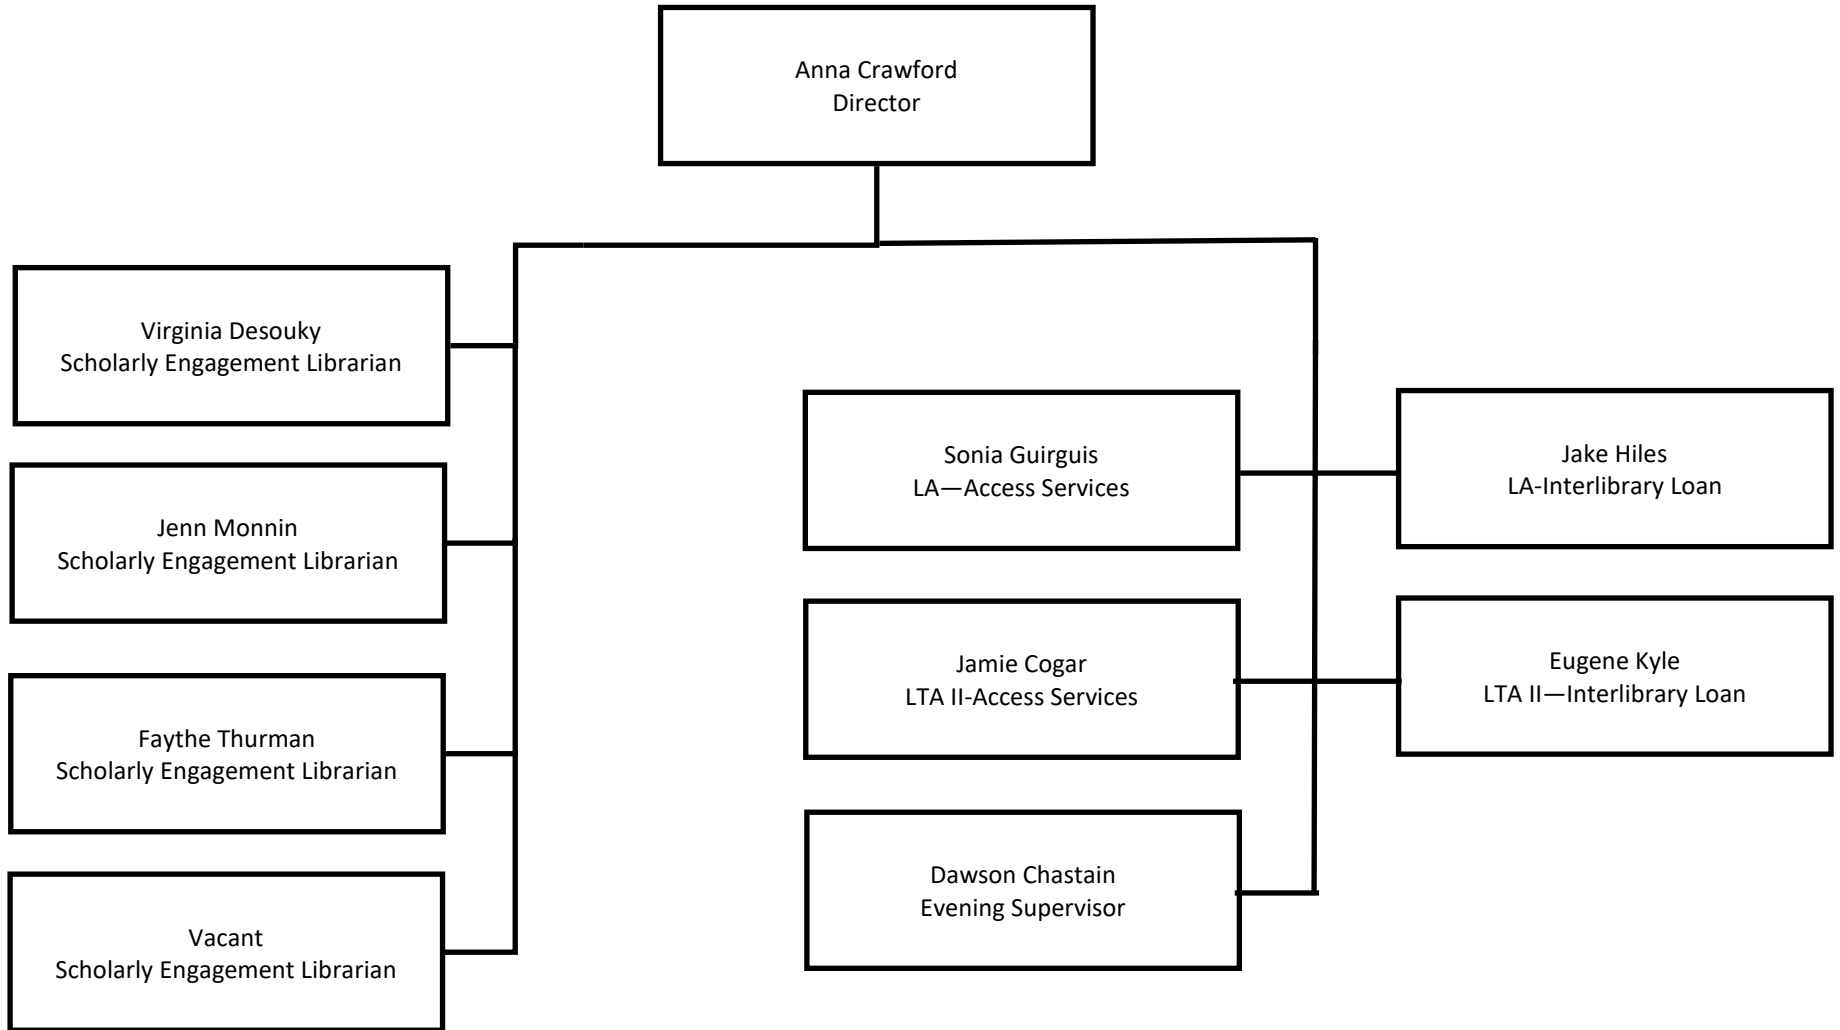 Anna Crawford
Director
Virginia Desouky
Scholarly Engagement Librarian
Jenn Monnin
Scholarly Engagement Librarian
Faythe Thurman
Scholarly Engagement Librarian
Vacant
Scholarly Engagement Librarian
Sonia Guirguis
LA—Access Services
Jake Hiles
LA-Interlibrary Loan
Jamie Cogar
LTA II-Access Services
Eugene Kyle
LTA II—Interlibrary Loan
Dawson Chastain
Evening Supervisor